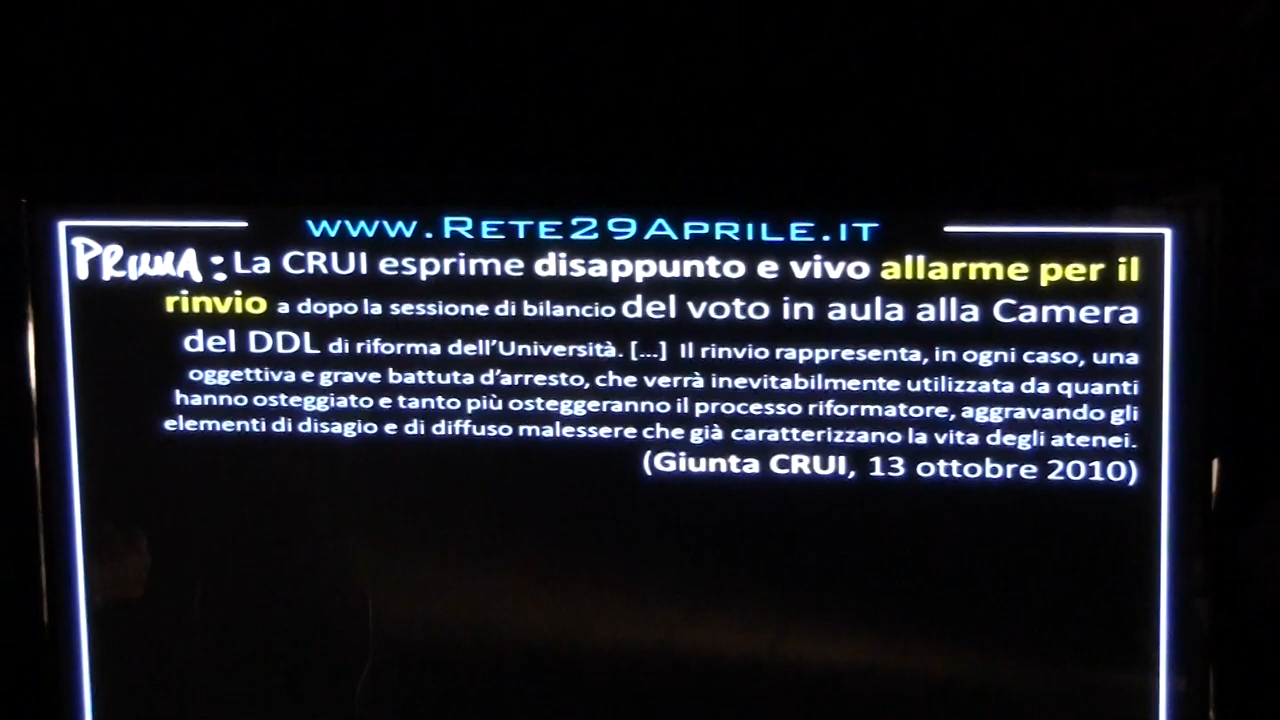 www.Rete29Aprile.it
PRIMA: La CRUI esprime disappunto e vivo allarme per il
rinvio a dopo la sessione di bilancio del voto in aula alla Camera
del DDL di riforma dell’Università. [...] Il rinvio rappresenta, in ogni caso, una
oggettiva e grave battuta d’arresto, che verrà inevitabilmente utilizzata da quanti
hanno osteggiato e tanto più osteggeranno il processo riformatore, aggravando gli
elementi di disagio e di diffuso malessere che già caratterizzano la vita degli atenei.
(Giunta CRUI, 13 ottobre 2010)